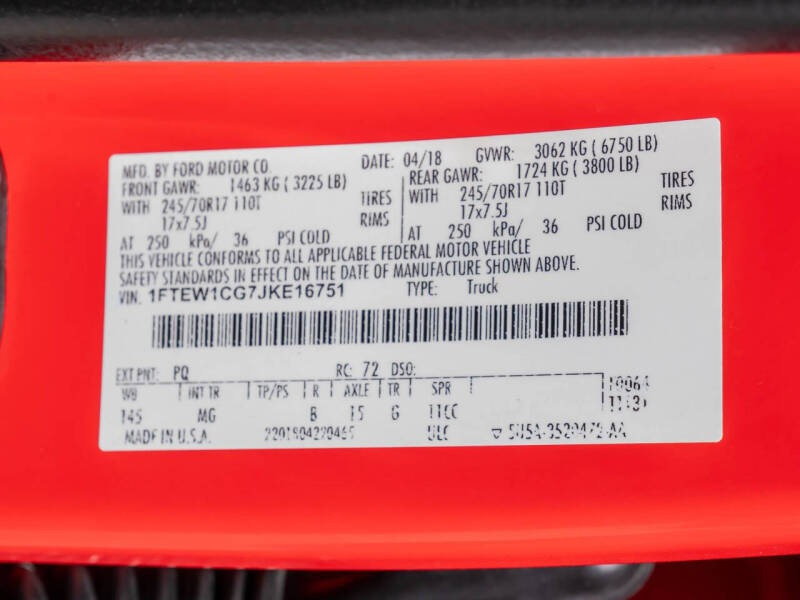 MFD. BY FORD MOTOR CO. DATE: 04/18 GVWR: 3062 KG ( 6750 LB)
FRONT GAWR: 1463 KG ( 3225 LB) REAR GAWR: 1724 KG ( 3800 LB)
WITH 245/70R17 110T TIRES WITH 245/70R17 110T TIRES
17x7.5J RIMS 17x7.5J RIMS
AT 250 kPa/ 36 PSI COLD AT 250 kPa/ 36 PSI COLD
THIS VEHICLE CONFORMS TO ALL APPLICABLE FEDERAL MOTOR VEHICLE
SAFETY STANDARDS IN EFFECT ON THE DATE OF MANUFACTURE SHOWN ABOVE.
VIN: 1FTEW1CG7JKE16751 TYPE: Truck
EXT PNT: PQ RC: 72 DSO:
WB INT TR TP/PS R AXLE TR SPR
145 MG 15 6
MADE IN U.S.A. ULC